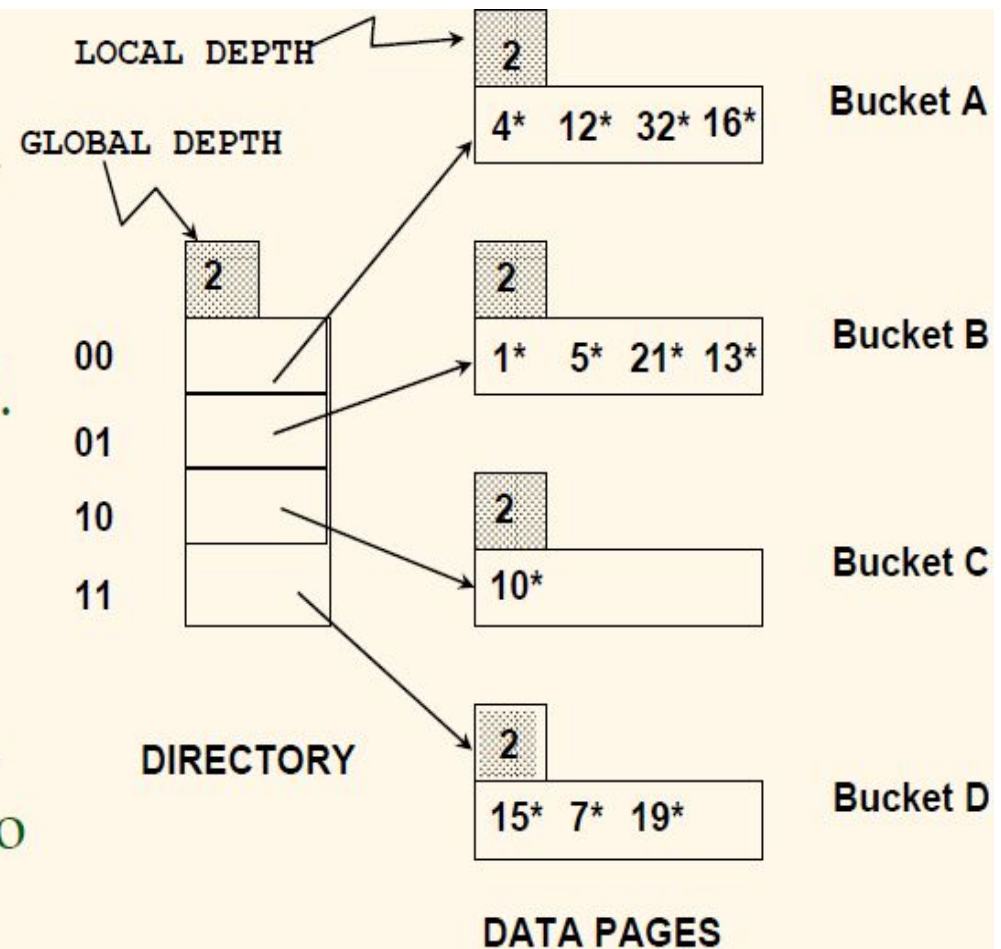 LOCAL DEPTH
2
4* 12* 32* 16*
Bucket A
GLOBAL DEPTH
2
00
01
10
11
DIRECTORY
2
1* 5* 21* 13*
Bucket B
2
10*
Bucket C
2
15* 7* 19*
Bucket D
DATA PAGES
.
o